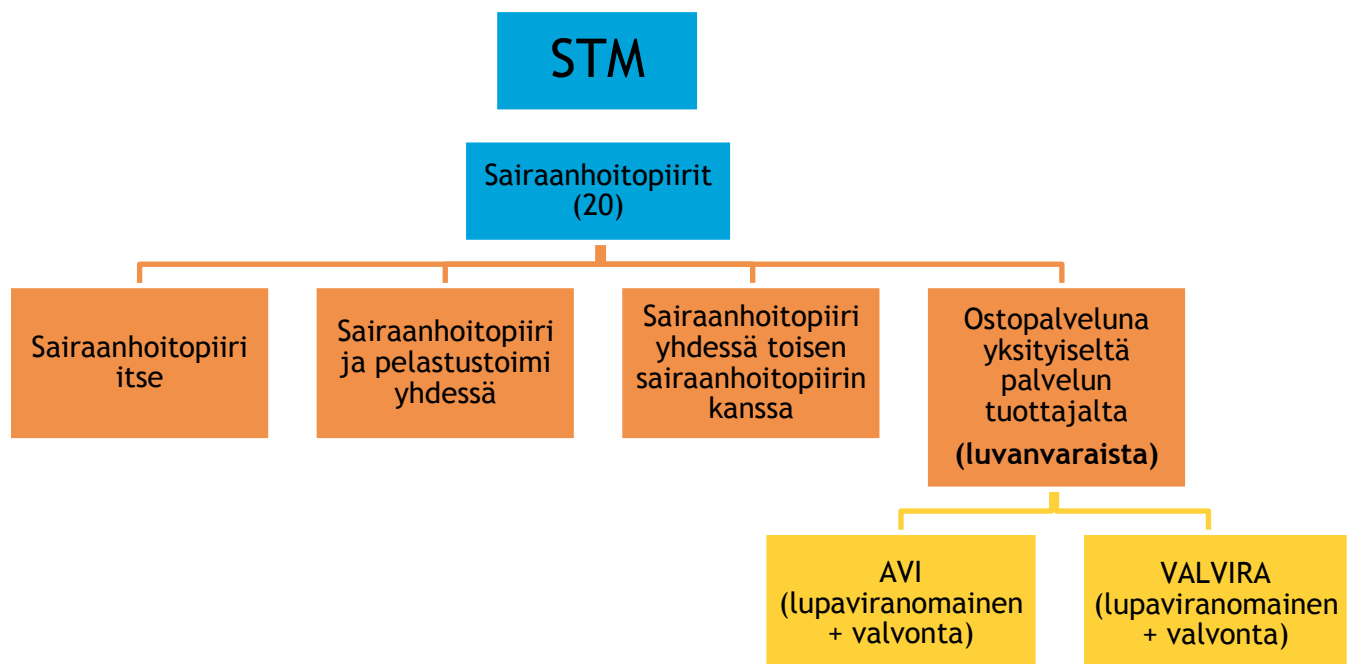 STM
Sairaanhoitopiirit
(20)
Sairaanhoitopiiri
itse
Sairaanhoitopiiri
ja pelastustoimi
yhdessä
Sairaanhoitopiiri
yhdessä toisen
sairaanhoitopiirin
kanssa
Ostopalveluna
yksityiseltä
palvelun
tuottajalta
(luvanvaraista)
AVI
(lupaviranomainen
+ valvonta)
VALVIRA
(lupaviranomainen
+ valvonta)